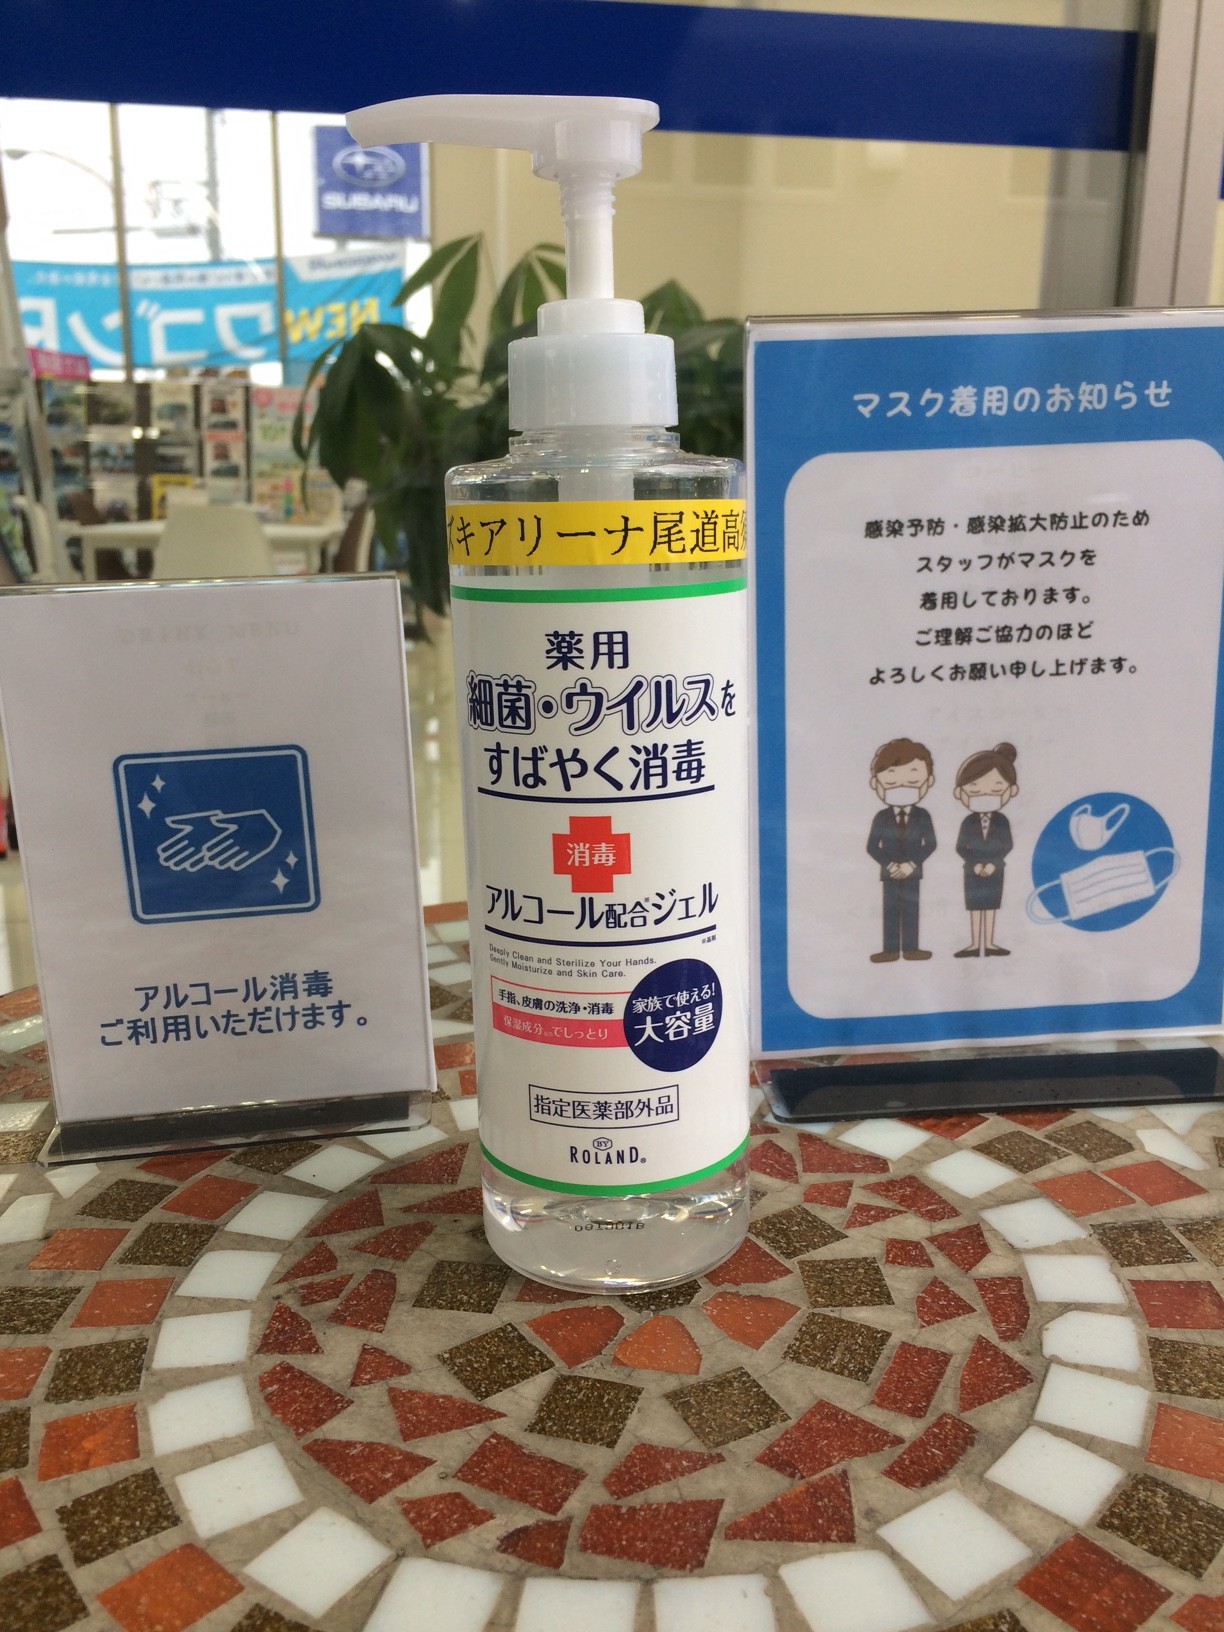 SUBARU
NEW ワゴンR
ズキアリーナ尾道高須
薬用
細菌・ウイルスを
すばやく消毒
消毒
アルコール配合ジェル
Deeply Clean and Sterilize Your Hands.
Gently Moisturize and Skin Care.
手指、皮膚の洗浄・消毒
保湿成分でしっとり
家族で使える!
大容量
指定医薬部外品
BY
ROLAND®
アルコール消毒
ご利用いただけます。
マスク着用のお知らせ
感染予防・感染拡大防止のため
スタッフがマスクを
着用しております。
ご理解ご協力のほど
よろしくお願い申し上げます。